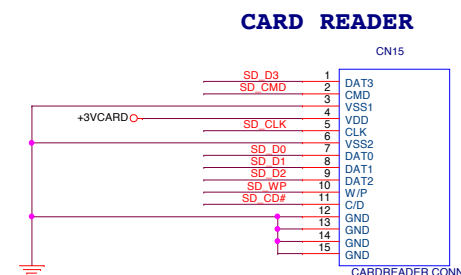 CARD READER
CN15
SD_D3 1 DAT3
SD_CMD 2 CMD
3 VSS1
+3VCARD 4 VDD
SD_CLK 5 CLK
6 VSS2
SD_D0 7 DAT0
SD_D1 8 DAT1
SD_D2 9 DAT2
SD_WP 10 W/P
SD_CD# 11 C/D
12 GND
13 GND
14 GND
15 GND
CARDREADER CONN